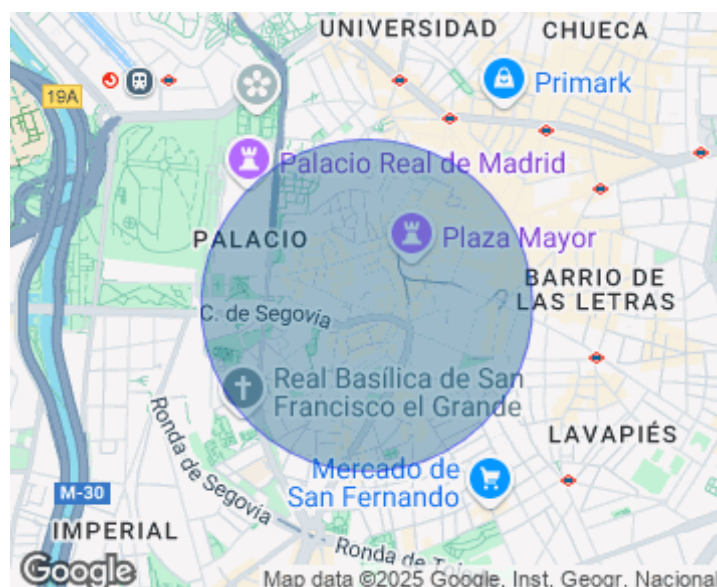 UNIVERSIDAD
CHUECA
Primark
19A
Palacio Real de Madrid
PALACIO
Plaza Mayor
BARRIO DE
LAS LETRAS
C. de Segovia
Real Basílica de San
Francisco el Grande
Ronda de Segovia
LAVAPIÉS
Mercado de
San Fernando
M-30
IMPERIAL
Ronda de
Google
Map data ©2025 Google, Inst. Geogr. Nacional